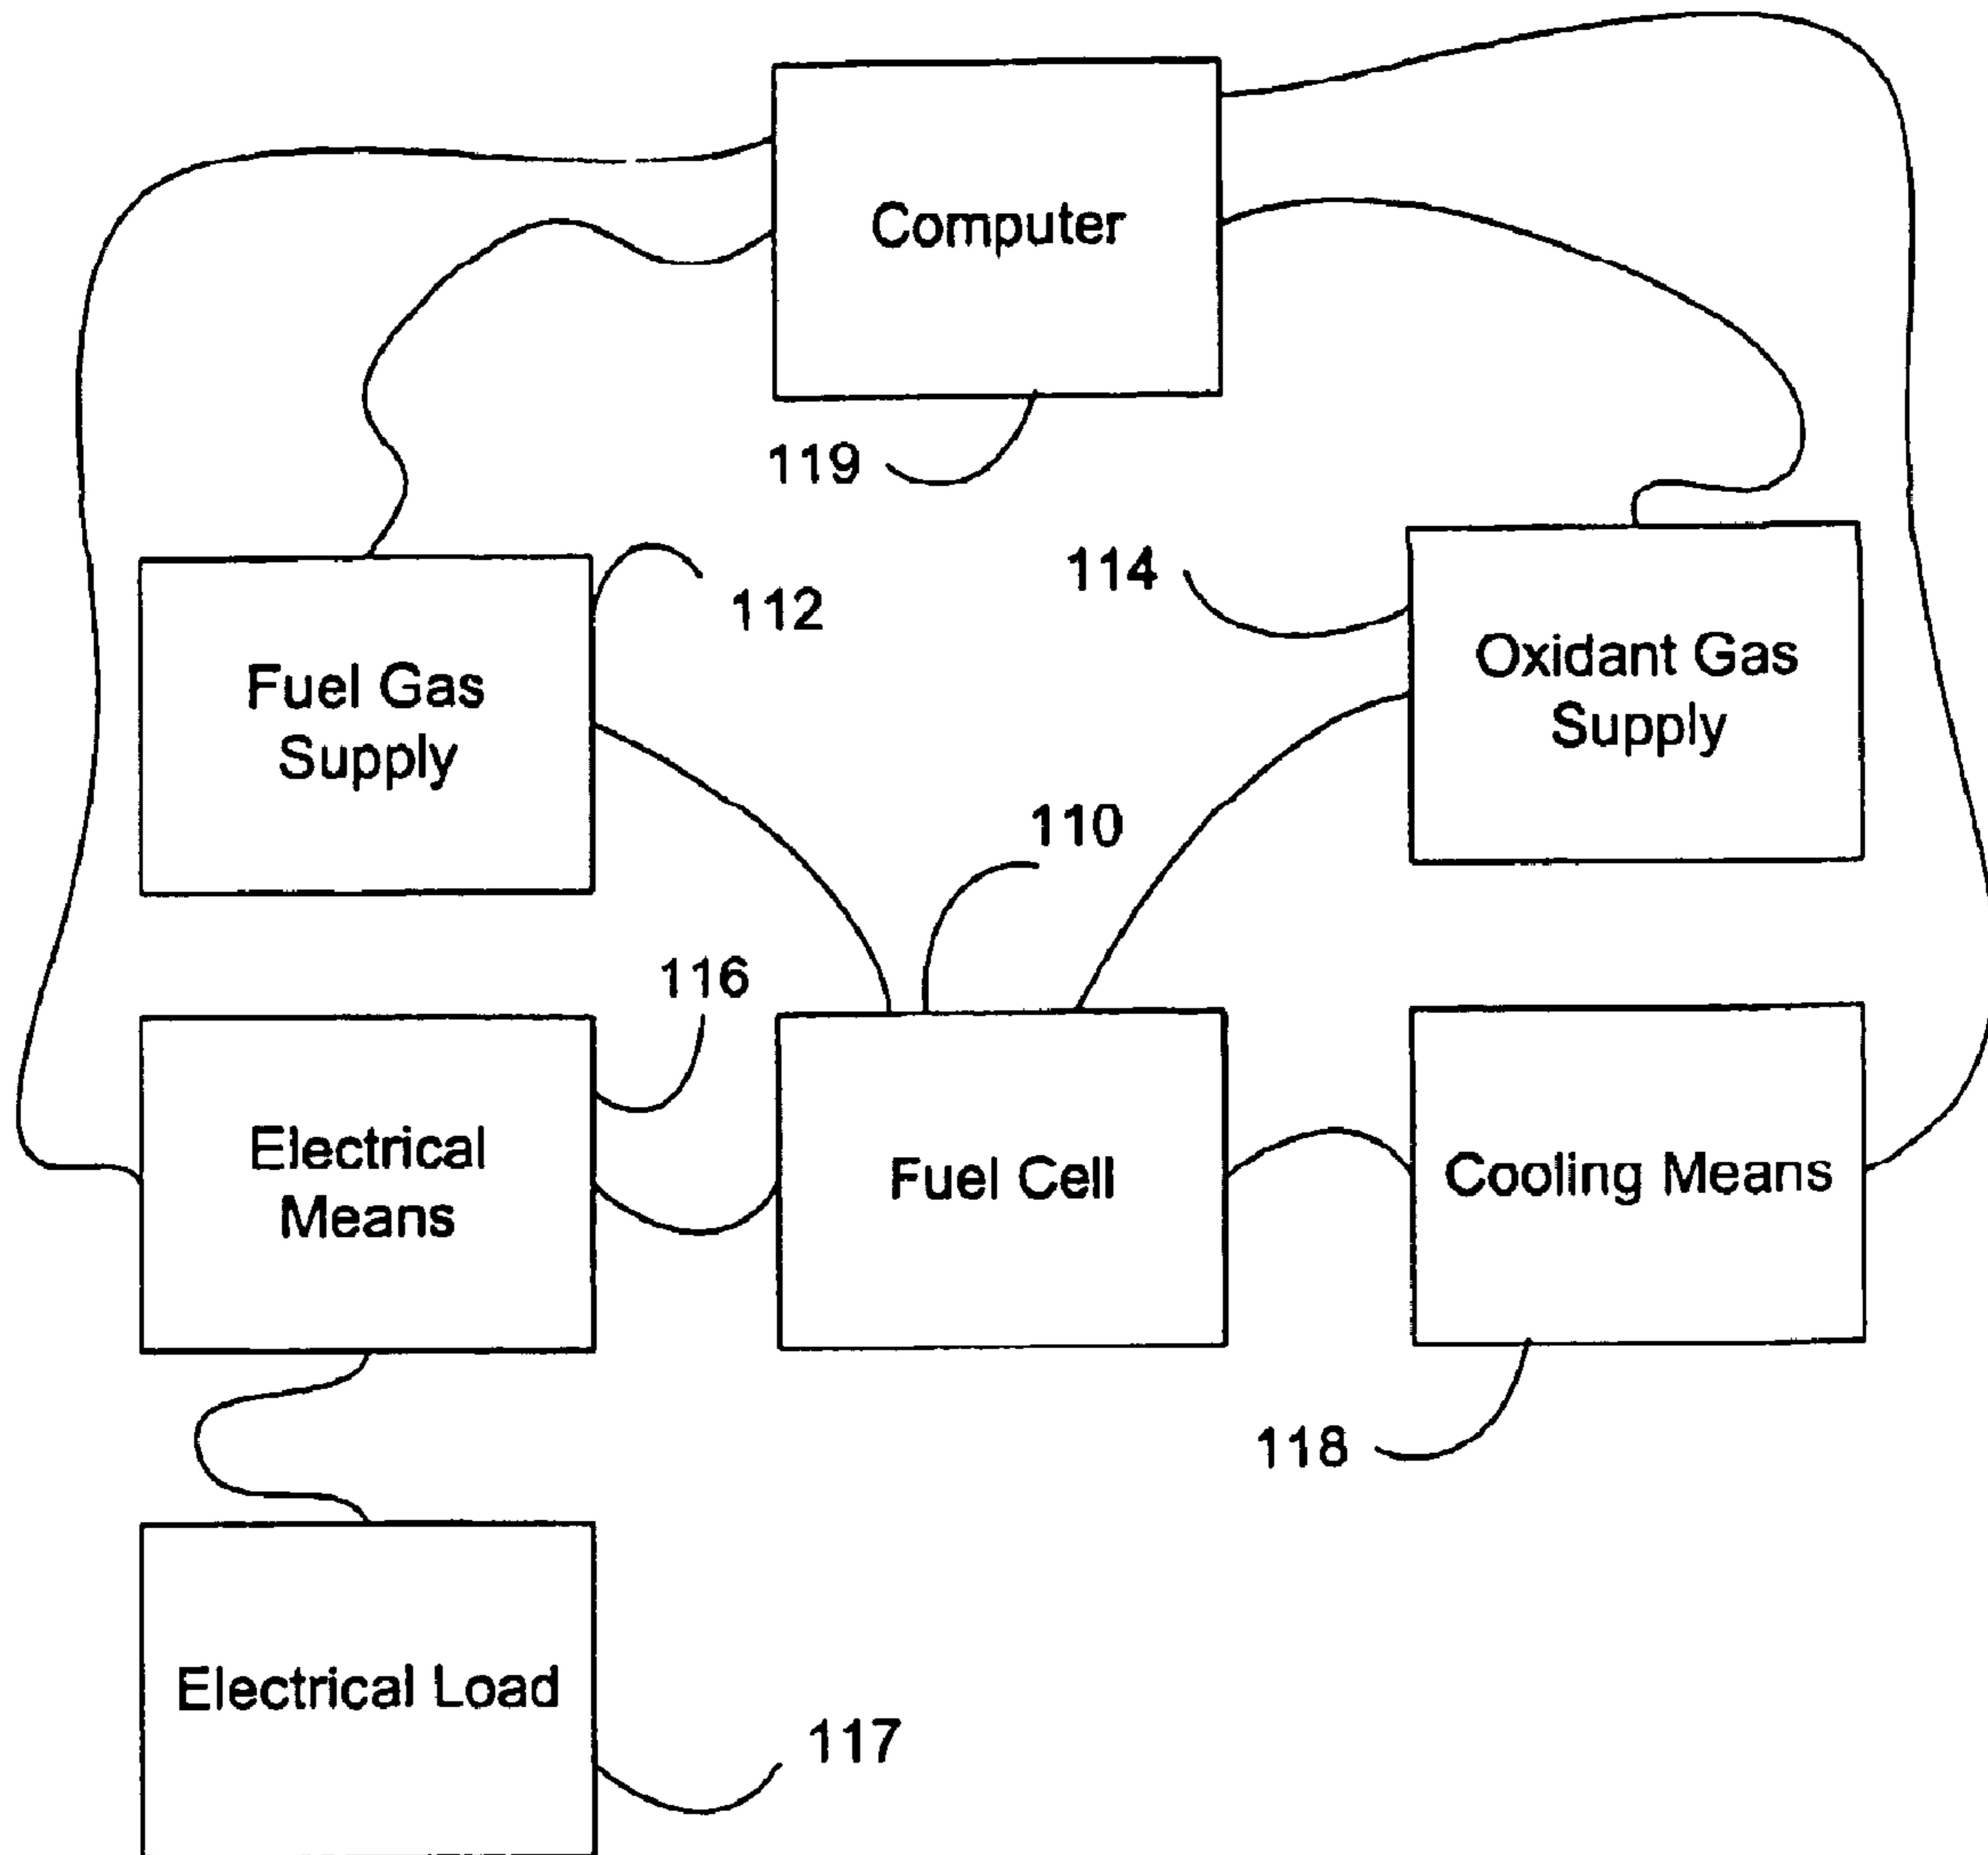 Computer
119
112
114
Fuel Gas
Supply
Oxidant Gas
Supply
110
116
Electrical
Means
Fuel Cell
Cooling Means
118
Electrical Load
117